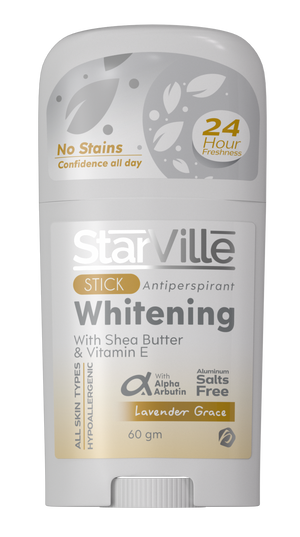 No Stains
Confidence all day
24
Hour
Freshness
StarVille
STICK Antiperspirant
Whitening
With Shea Butter
& Vitamin E
ALL SKIN TYPES
HYPOALLERGENIC
With
Alpha
Arbutin
Aluminum
Salts
Free
Lavender Grace
60 gm